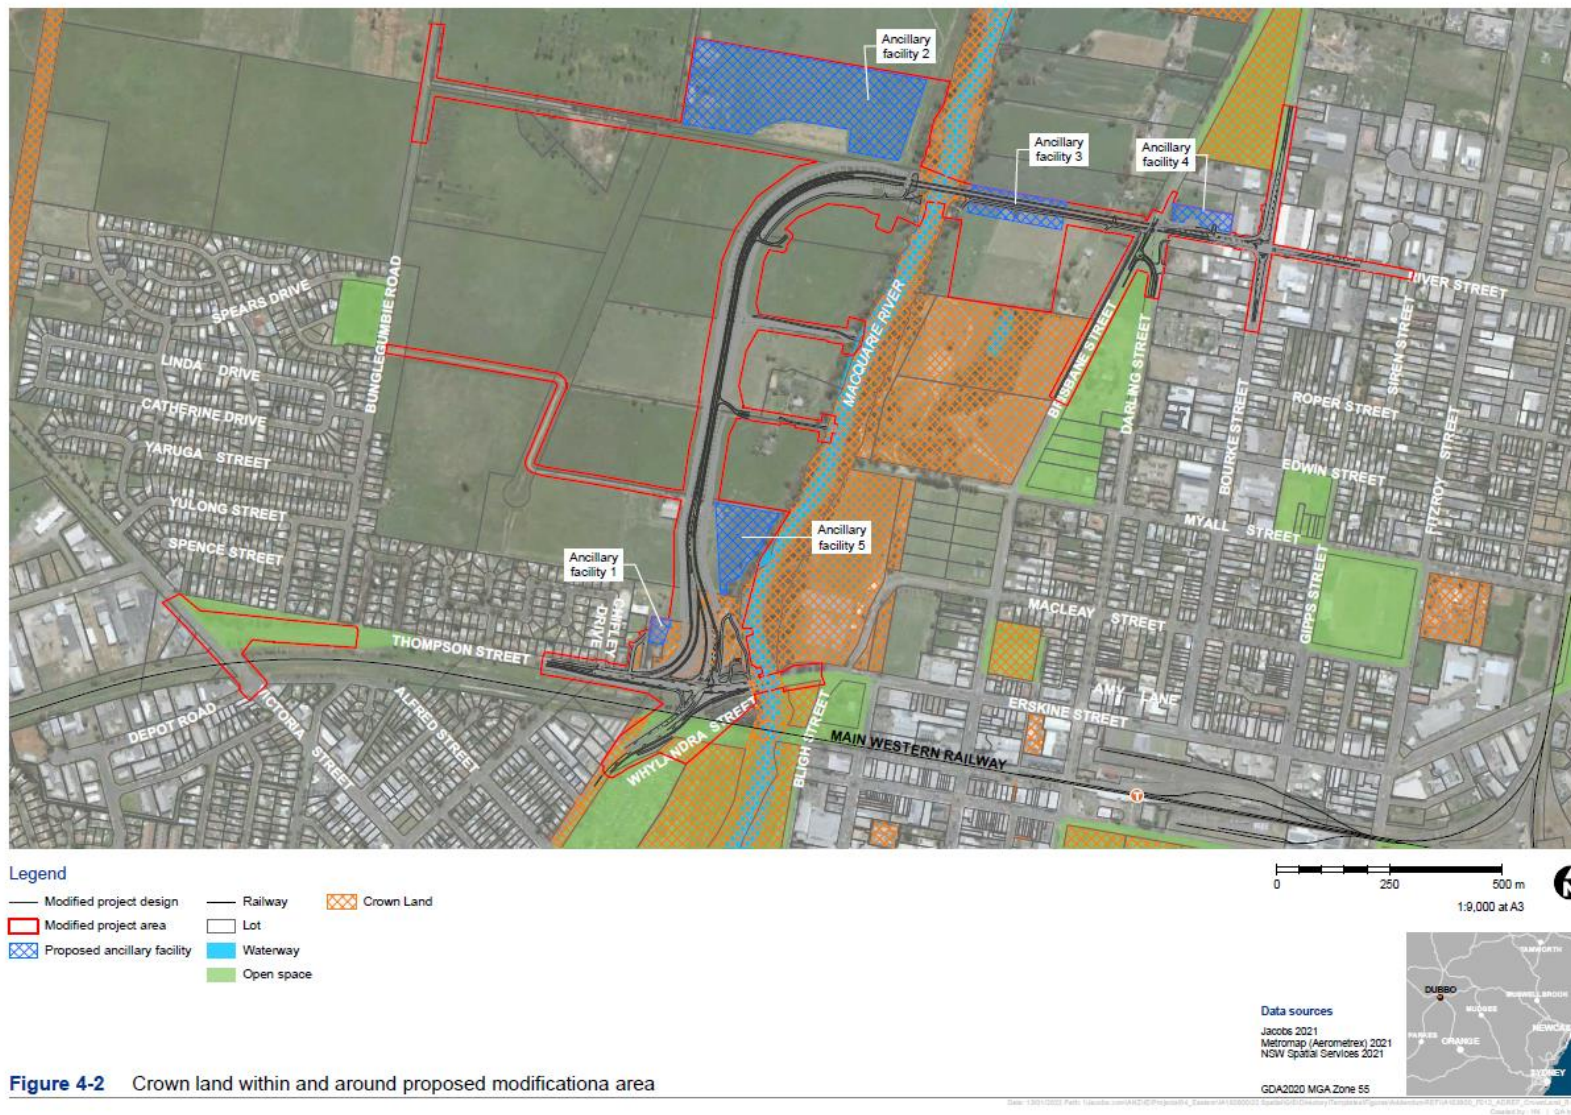 Ancillary
facility 2
Ancillary
facility 3
Ancillary
facility 4
RIVER STREET
SPEARS DRIVE
BUNGLEGUMBIE ROAD
MACQUARIE RIVER
BRISBANE STREET
DARLING STREET
BOURKE STREET
SIREN STREET
LINDA DRIVE
CATHERINE DRIVE
ROPER STREET
YARUGA STREET
EDWIN STREET
FITZROY STREET
YULONG STREET
MYALL STREET
SPENCE STREET
Ancillary
facility 5
Ancillary
facility 1
CHIFLEY
DRIVE
MACLEAY STREET
GIPPS STREET
THOMPSON STREET
AMY LANE
ERSKINE STREET
DEPOT ROAD
VICTORIA STREET
ALFRED STREET
WHYLANDRA STREET
BLIGH STREET
MAIN WESTERN RAILWAY
T
Legend
Modified project design
Modified project area
Proposed ancillary facility
Railway
Lot
Waterway
Open space
Crown Land
0 250 500 m
1:9,000 at A3
N
TAMWORTH
DUBBO
MUSWELLBROOK
MUDGEE
NEWCAS
PARKES
ORANGE
SYDNEY
Data sources
Jacobs 2021
Metromap (Aerometrex) 2021
NSW Spatial Services 2021
GDA2020 MGA Zone 55
Figure 4-2 Crown land within and around proposed modificationa area